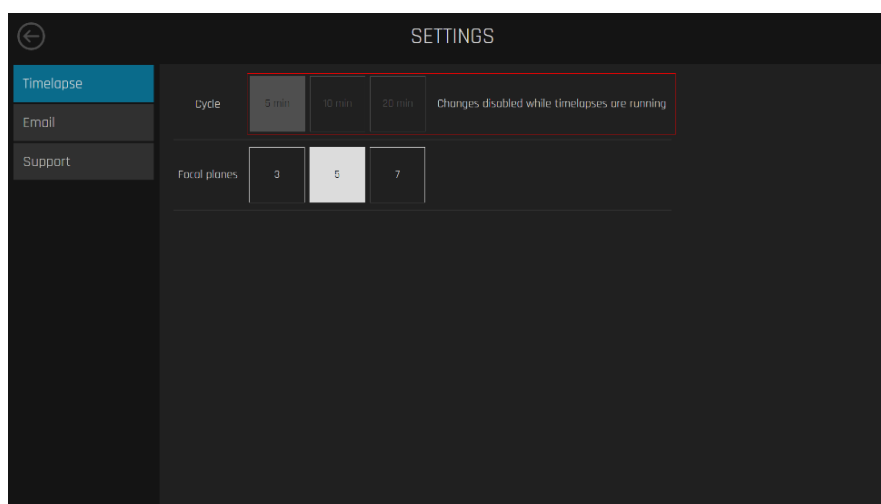 SETTINGS
Timelapse
Email
Support
Cycle
5 min
10 min
20 min
Changes disabled while timelapses are running
Focal planes
3
5
7